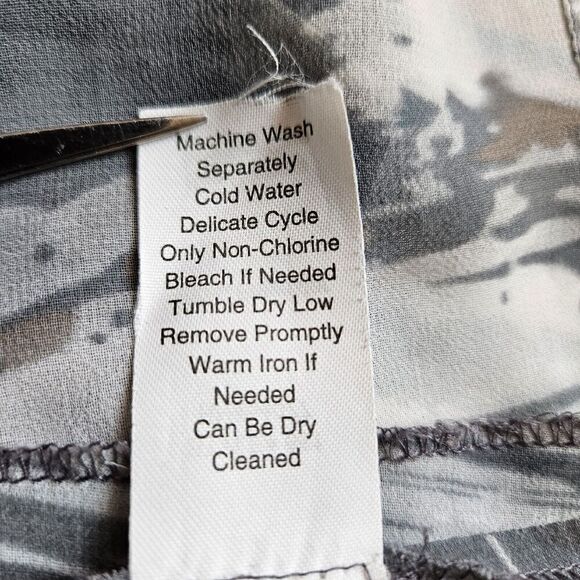 Machine Wash
Separately
Cold Water
Delicate Cycle
Only Non-Chlorine
Bleach If Needed
Tumble Dry Low
Remove Promptly
Warm Iron If
Needed
Can Be Dry
Cleaned